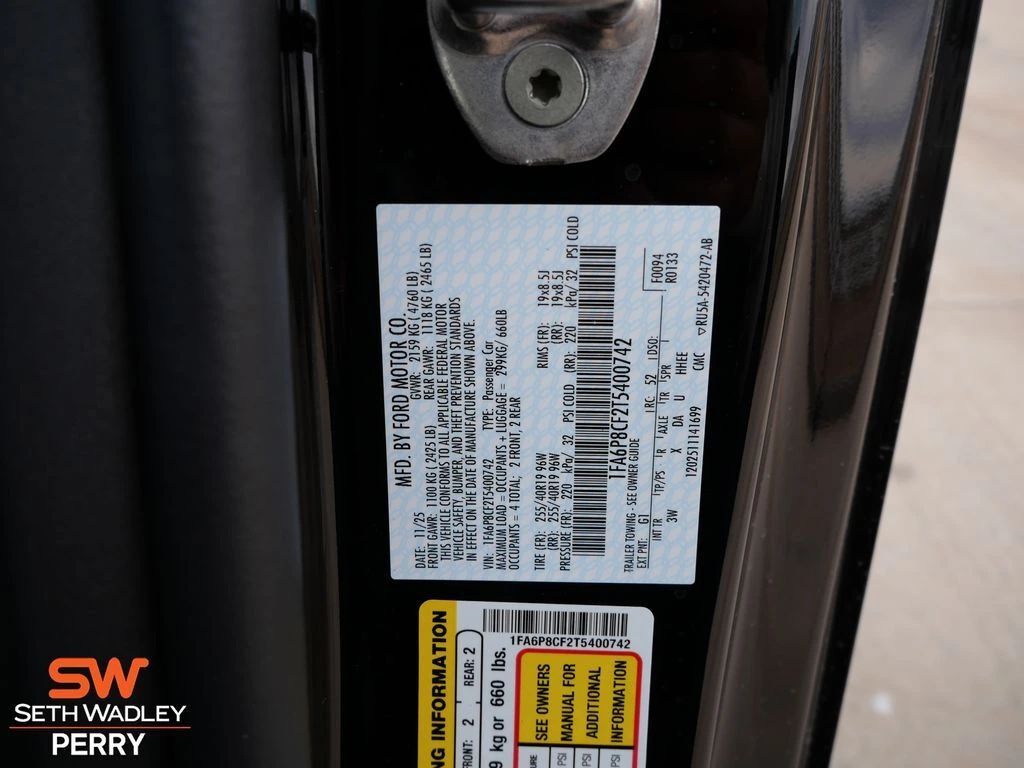 MFD. BY FORD MOTOR CO.
DATE: 11/25 GVWR: 2159 KG ( 4760 LB)
FRONT GAWR: 1100 KG ( 2425 LB) REAR GAWR: 1118 KG ( 2465 LB)
THIS VEHICLE CONFORMS TO ALL APPLICABLE FEDERAL MOTOR
VEHICLE SAFETY, BUMPER, AND THEFT PREVENTION STANDARDS
IN EFFECT ON THE DATE OF MANUFACTURE SHOWN ABOVE.
VIN: 1FA6P8CF2T5400742 TYPE: Passenger Car
MAXIMUM LOAD = OCCUPANTS + LUGGAGE = 299KG/ 660LB
OCCUPANTS = 4 TOTAL; 2 FRONT, 2 REAR
TIRE (FR): 255/40R19 96W RIMS (FR): 19x8.5J
(RR): 255/40R19 96W (RR): 19x8.5J
PRESSURE (FR): 220 kPa/ 32 PSI COLD (RR): 220 kPa/ 32 PSI COLD
1FA6P8CF2T5400742
TRAILER TOWING - SEE OWNER GUIDE
EXT PNT: G1 RC: 52 DSO: F0094
INT TR TP/PS AXLE TR SPR R0133
3W X DA U HHEE
1202511141699 CMC ▽RU5A-5420472-AB
1FA6P8CF2T5400742
NG INFORMATION
FRONT: 2 REAR: 2
9 kg or 660 lbs.
SEE OWNERS
MANUAL FOR
ADDITIONAL
INFORMATION
URE
PSI
PSI
PSI
SW
SETH WADLEY
PERRY